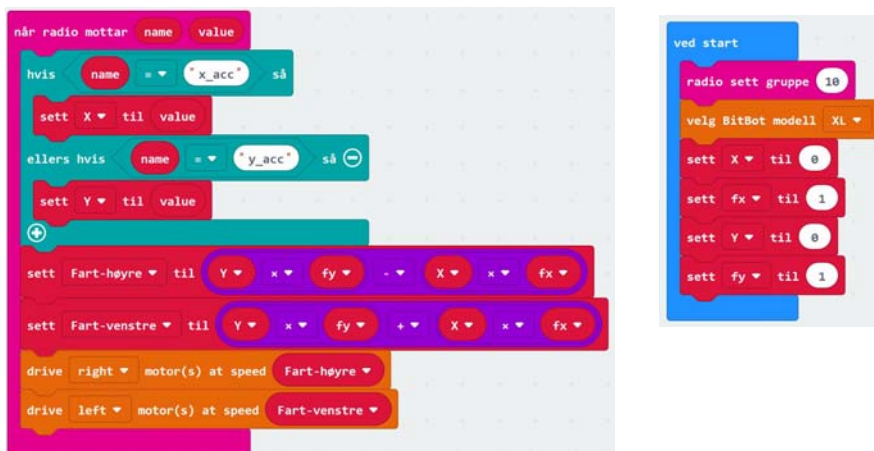 når radio mottar name value
hvis name = "x_acc" så
sett X til value
ellers hvis name = "y_acc" så
sett Y til value
sett Fart-høyre til Y × fy - X × fx
sett Fart-venstre til Y × fy + X × fx
drive right motor(s) at speed Fart-høyre
drive left motor(s) at speed Fart-venstre
ved start
radio sett gruppe 10
velg BitBot modell XL
sett X til 0
sett fx til 1
sett Y til 0
sett fy til 1